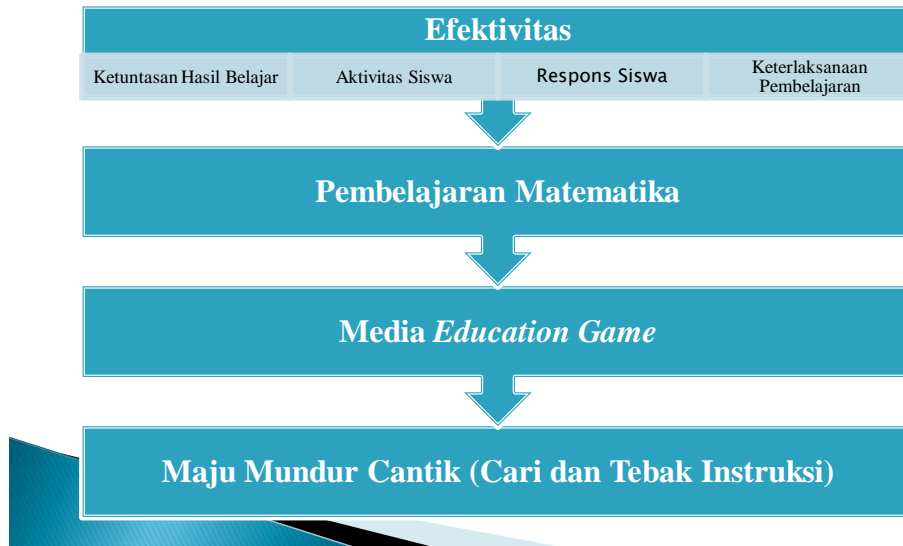 Efektivitas
Ketuntasan Hasil Belajar
Aktivitas Siswa
Respons Siswa
Keterlaksanaan
Pembelajaran
Pembelajaran Matematika
Media Education Game
Maju Mundur Cantik (Cari dan Tebak Instruksi)